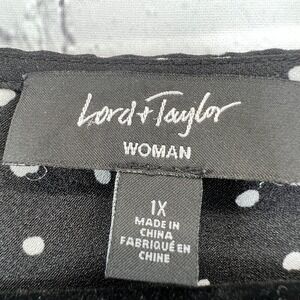 Lord + Taylor
WOMAN
1X
MADE IN
CHINA
FABRIQUÉ EN
CHINE